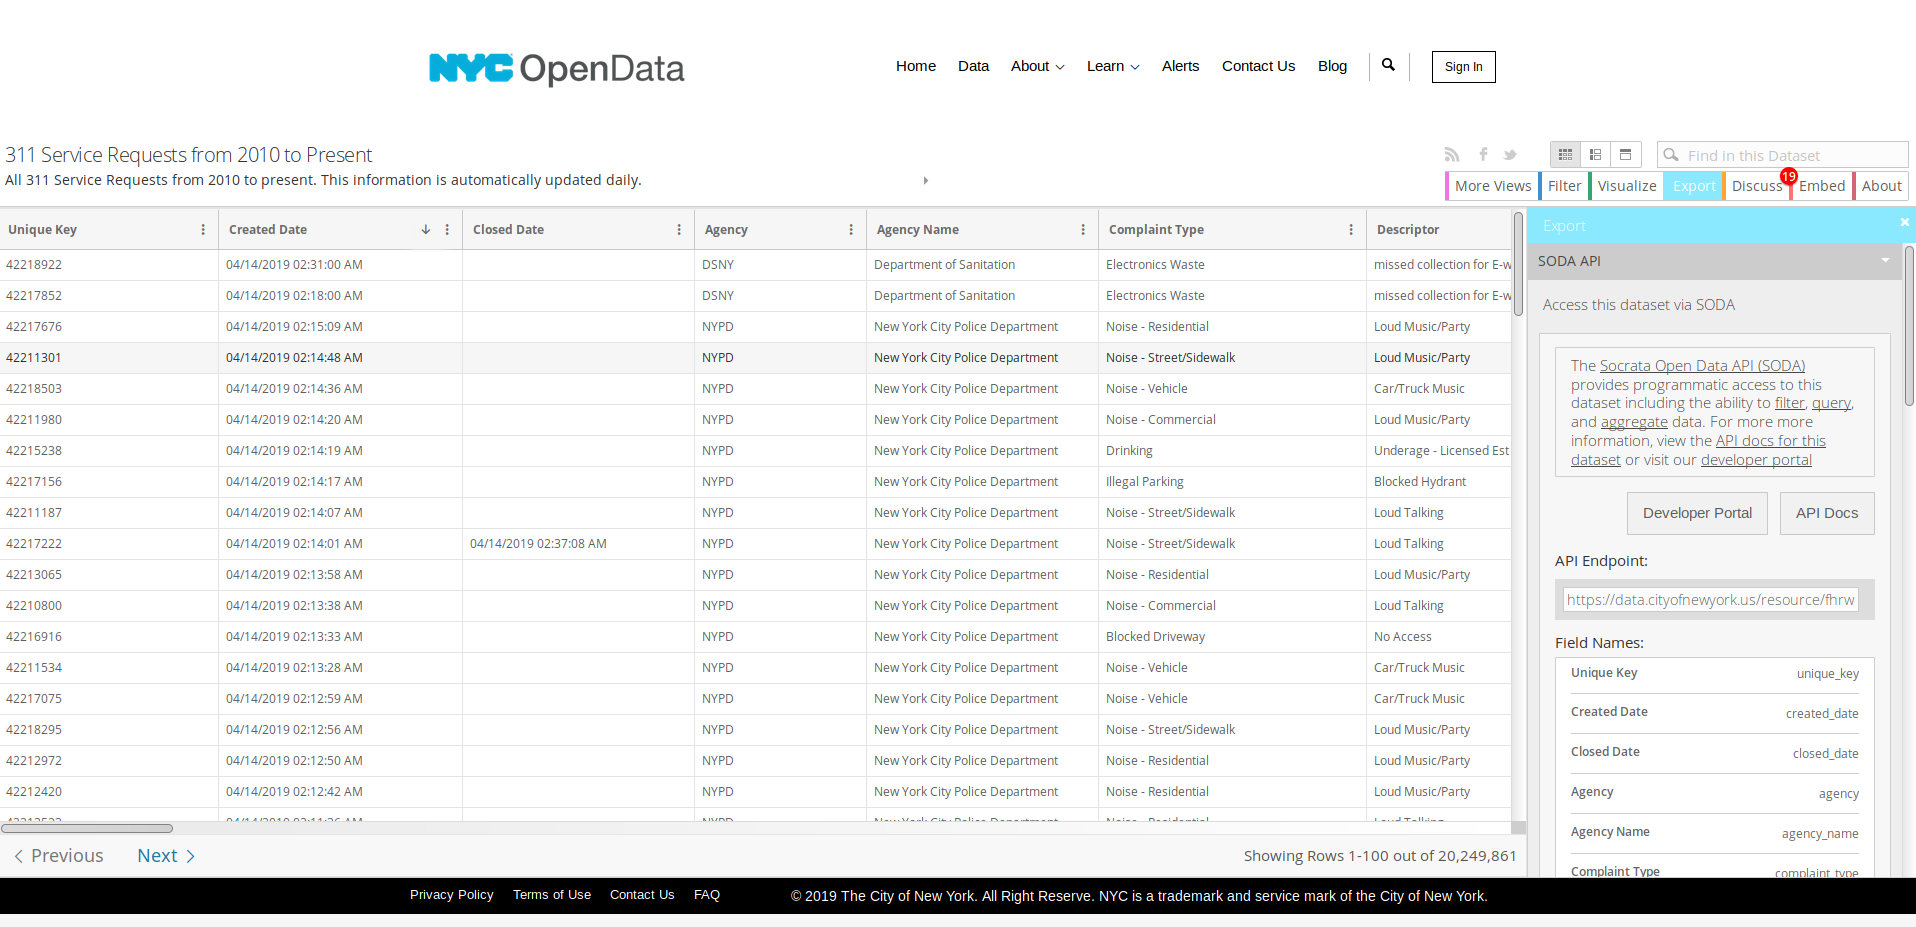 NYC OpenData
Home Data About Learn Alerts Contact Us Blog Sign In
311 Service Requests from 2010 to Present
All 311 Service Requests from 2010 to present. This information is automatically updated daily.
Find in this Dataset
More Views Filter Visualize Export Discuss 19 Embed About
Unique Key Created Date Closed Date Agency Agency Name Complaint Type Descriptor
42218922 04/14/2019 02:31:00 AM DSNY Department of Sanitation Electronics Waste missed collection for E-w
42217852 04/14/2019 02:18:00 AM DSNY Department of Sanitation Electronics Waste missed collection for E-w
42217676 04/14/2019 02:15:09 AM NYPD New York City Police Department Noise - Residential Loud Music/Party
42211301 04/14/2019 02:14:48 AM NYPD New York City Police Department Noise - Street/Sidewalk Loud Music/Party
42218503 04/14/2019 02:14:36 AM NYPD New York City Police Department Noise - Vehicle Car/Truck Music
42211980 04/14/2019 02:14:20 AM NYPD New York City Police Department Noise - Commercial Loud Music/Party
42215238 04/14/2019 02:14:19 AM NYPD New York City Police Department Drinking Underage - Licensed Est
42217156 04/14/2019 02:14:17 AM NYPD New York City Police Department Illegal Parking Blocked Hydrant
42211187 04/14/2019 02:14:07 AM NYPD New York City Police Department Noise - Street/Sidewalk Loud Talking
42217222 04/14/2019 02:14:01 AM 04/14/2019 02:37:08 AM NYPD New York City Police Department Noise - Street/Sidewalk Loud Talking
42213065 04/14/2019 02:13:58 AM NYPD New York City Police Department Noise - Residential Loud Music/Party
42210800 04/14/2019 02:13:38 AM NYPD New York City Police Department Noise - Commercial Loud Talking
42216916 04/14/2019 02:13:33 AM NYPD New York City Police Department Blocked Driveway No Access
42211534 04/14/2019 02:13:28 AM NYPD New York City Police Department Noise - Vehicle Car/Truck Music
42217075 04/14/2019 02:12:59 AM NYPD New York City Police Department Noise - Vehicle Car/Truck Music
42218295 04/14/2019 02:12:56 AM NYPD New York City Police Department Noise - Street/Sidewalk Loud Music/Party
42212972 04/14/2019 02:12:50 AM NYPD New York City Police Department Noise - Residential Loud Music/Party
42212420 04/14/2019 02:12:42 AM NYPD New York City Police Department Noise - Residential Loud Music/Party
Previous Next Showing Rows 1-100 out of 20,249,861
Export
SODA API
Access this dataset via SODA
The Socrata Open Data API (SODA)
provides programmatic access to this
dataset including the ability to filter, query,
and aggregate data. For more more
information, view the API docs for this
dataset or visit our developer portal
Developer Portal API Docs
API Endpoint:
https://data.cityofnewyork.us/resource/fhrw
Field Names:
Unique Key unique_key
Created Date created_date
Closed Date closed_date
Agency agency
Agency Name agency_name
Complaint Type complaint_type
Privacy Policy Terms of Use Contact Us FAQ © 2019 The City of New York. All Right Reserve. NYC is a trademark and service mark of the City of New York.